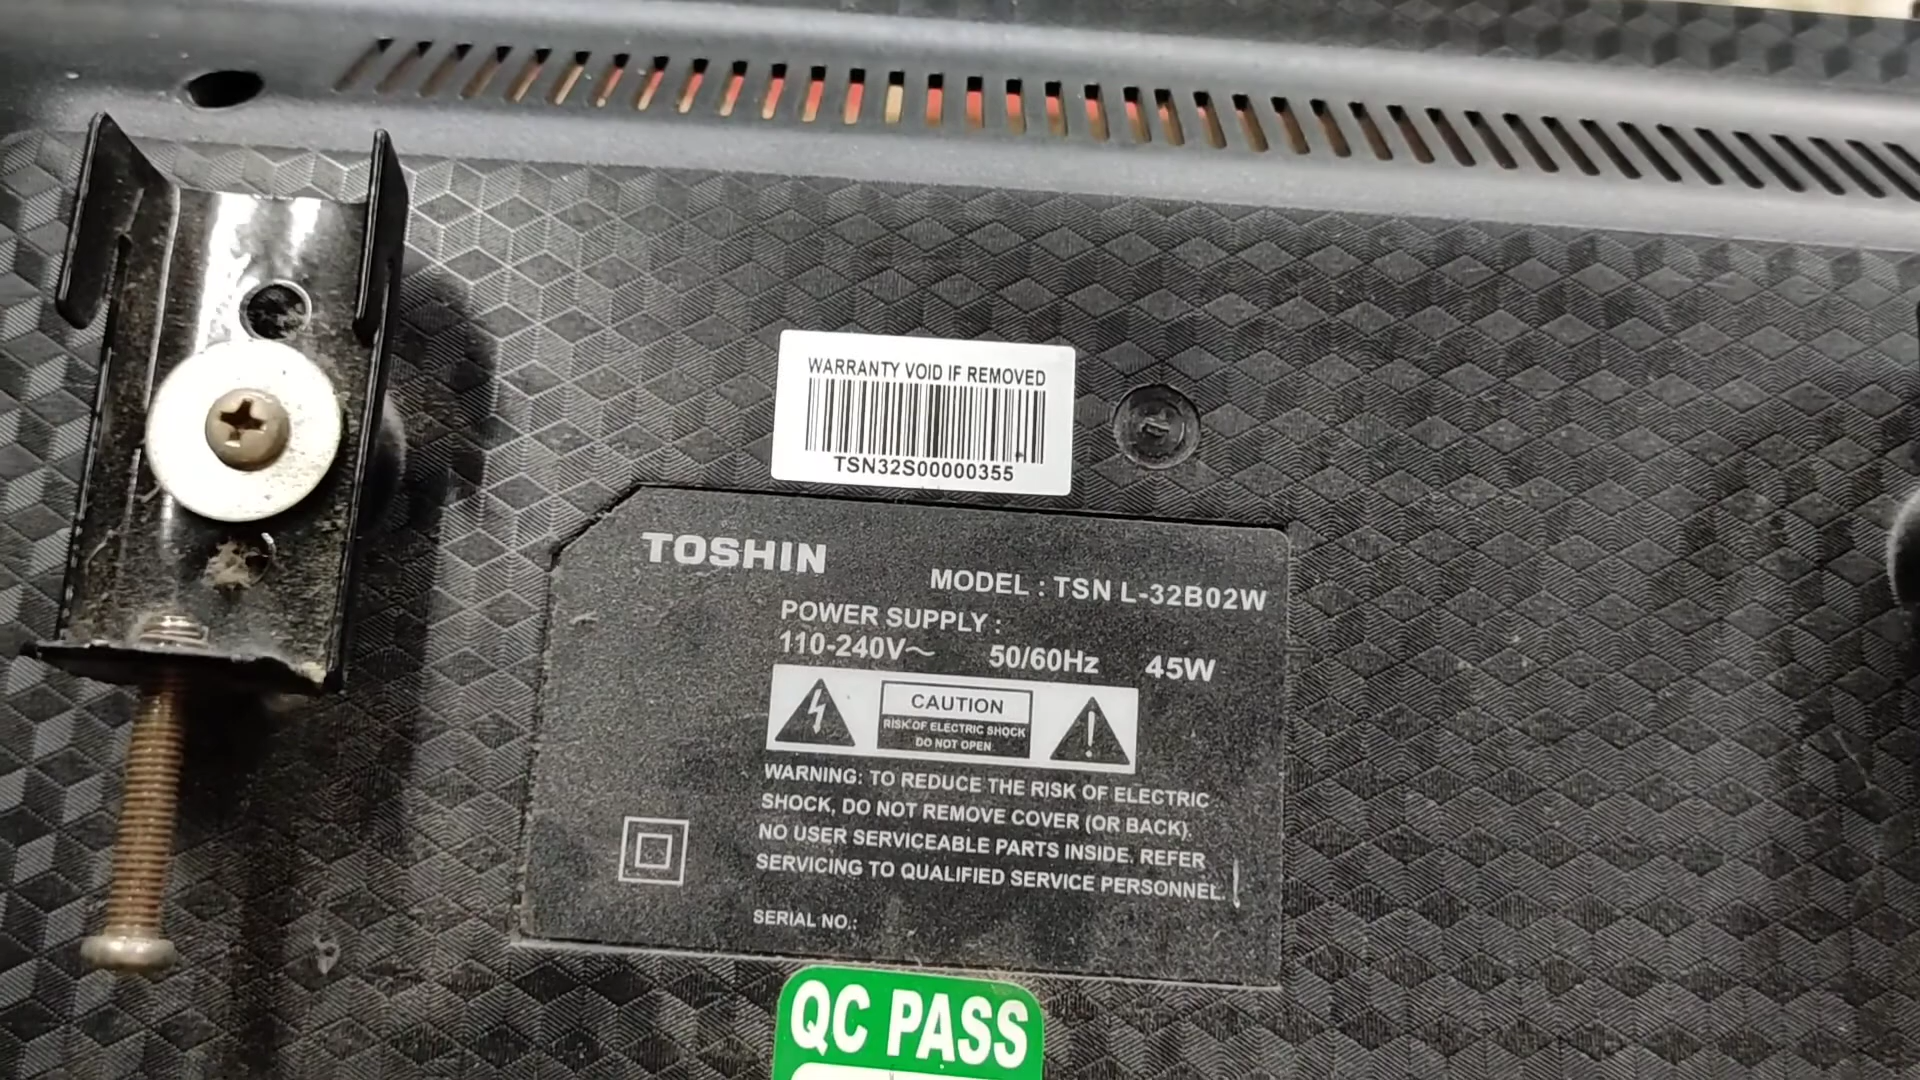 WARRANTY VOID IF REMOVED
TSN32S00000355
TOSHIN
MODEL : TSN L-32B02W
POWER SUPPLY :
110-240V~ 50/60Hz 45W
CAUTION
RISK OF ELECTRIC SHOCK
DO NOT OPEN
WARNING: TO REDUCE THE RISK OF ELECTRIC
SHOCK, DO NOT REMOVE COVER (OR BACK).
NO USER SERVICEABLE PARTS INSIDE. REFER
SERVICING TO QUALIFIED SERVICE PERSONNEL.
SERIAL NO.:
QC PASS